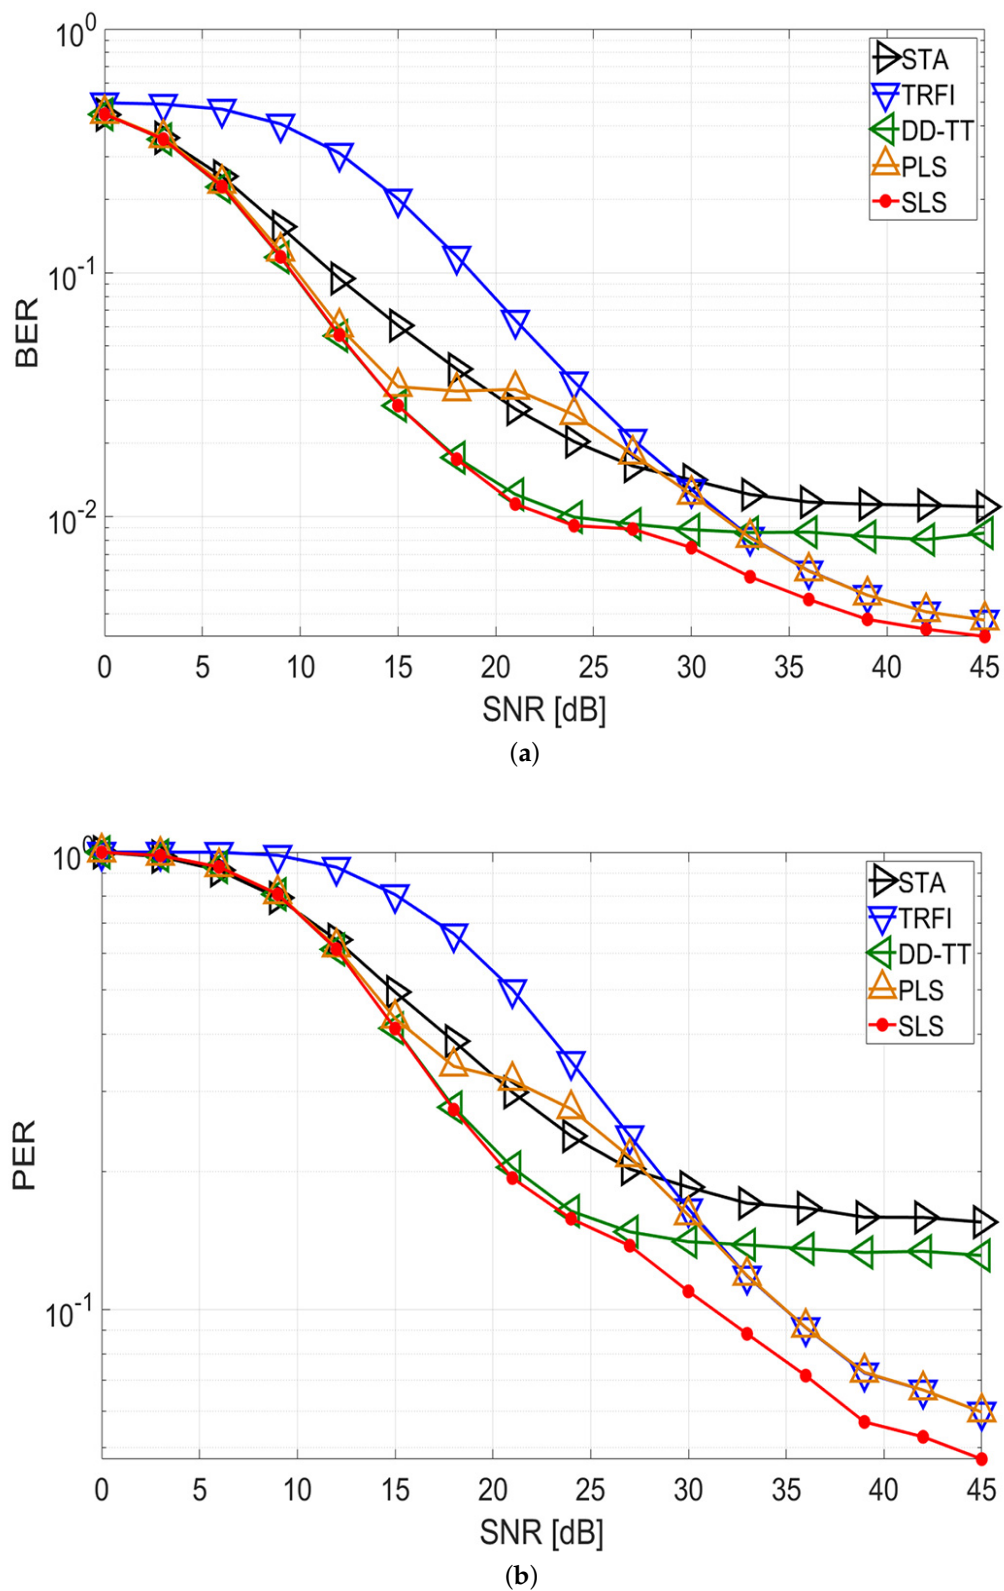 10^0
STA
TRFI
DD-TT
PLS
SLS
10^-1
10^-2
BER
0 5 10 15 20 25 30 35 40 45
SNR [dB]
(a)
10^0
STA
TRFI
DD-TT
PLS
SLS
PER
10^-1
0 5 10 15 20 25 30 35 40 45
SNR [dB]
(b)